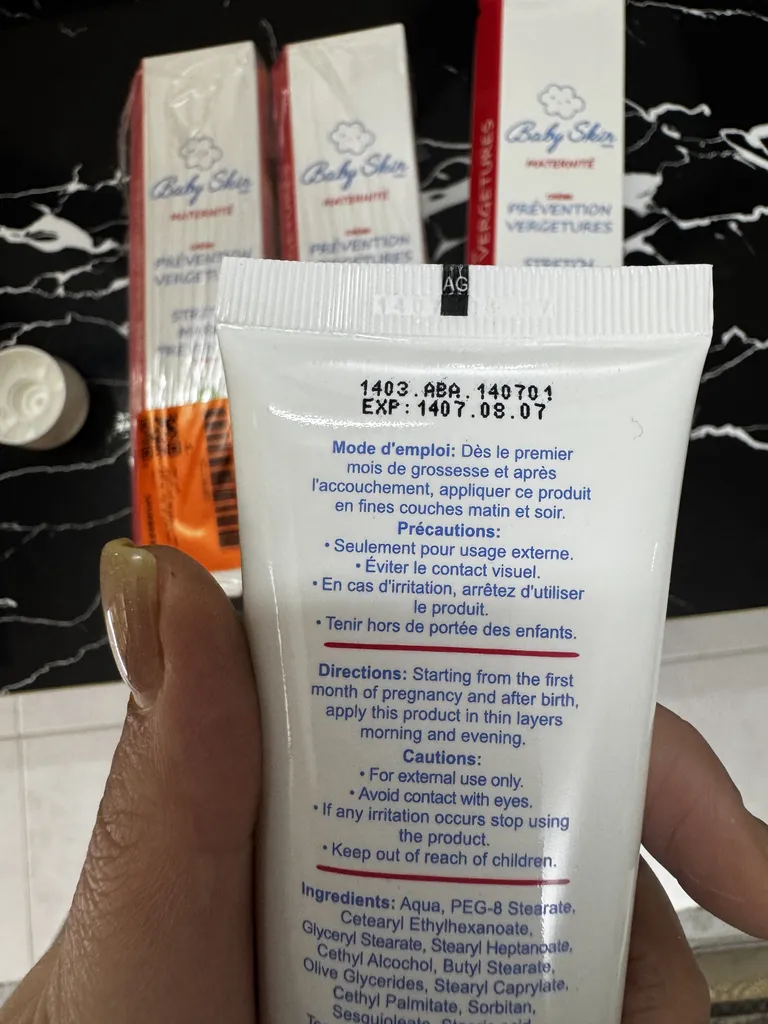 Baby Skin
MATERNITÉ
PRÉVENTION
VERGETURES
Baby Skin
MATERNITÉ
PRÉVENTION
VERGETURES
VERGETURES
Baby Skin
MATERNITÉ
PRÉVENTION
VERGETURES
STRETCH
AG
1403.ABA.140701
EXP:1407.08.07
Mode d'emploi: Dès le premier
mois de grossesse et après
l'accouchement, appliquer ce produit
en fines couches matin et soir.
Précautions:
• Seulement pour usage externe.
• Éviter le contact visuel.
• En cas d'irritation, arrêtez d'utiliser
le produit.
• Tenir hors de portée des enfants.
Directions: Starting from the first
month of pregnancy and after birth,
apply this product in thin layers
morning and evening.
Cautions:
• For external use only.
• Avoid contact with eyes.
• If any irritation occurs stop using
the product.
• Keep out of reach of children.
Ingredients: Aqua, PEG-8 Stearate,
Cetearyl Ethylhexanoate,
Glyceryl Stearate, Stearyl Heptanoate,
Cethyl Alcohol, Butyl Stearate,
Olive Glycerides, Stearyl Caprylate,
Cethyl Palmitate, Sorbitan,
Sesquioleate, Stearic acid